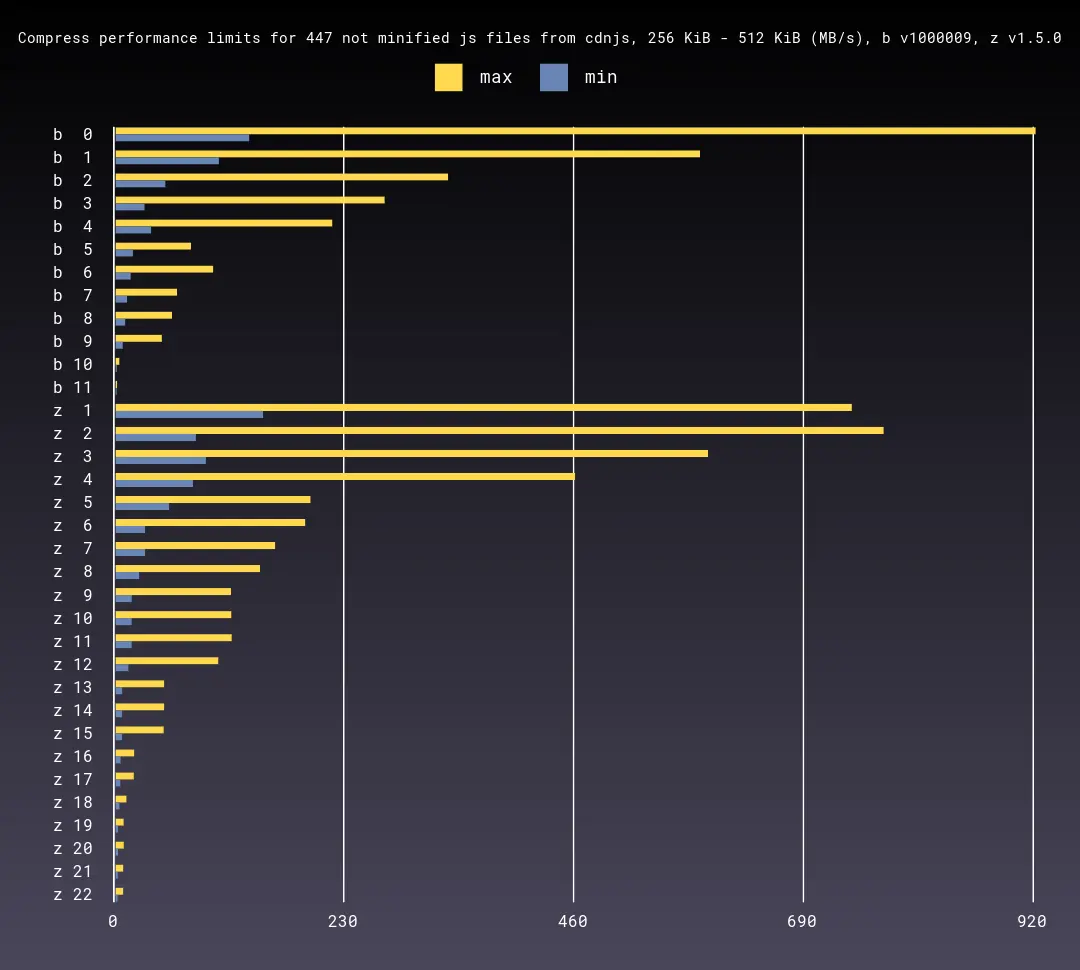 Compress performance limits for 447 not minified js files from cdnjs, 256 KiB - 512 KiB (MB/s), b v1000009, z v1.5.0
max min
b 0
b 1
b 2
b 3
b 4
b 5
b 6
b 7
b 8
b 9
b 10
b 11
z 1
z 2
z 3
z 4
z 5
z 6
z 7
z 8
z 9
z 10
z 11
z 12
z 13
z 14
z 15
z 16
z 17
z 18
z 19
z 20
z 21
z 22
0 230 460 690 920